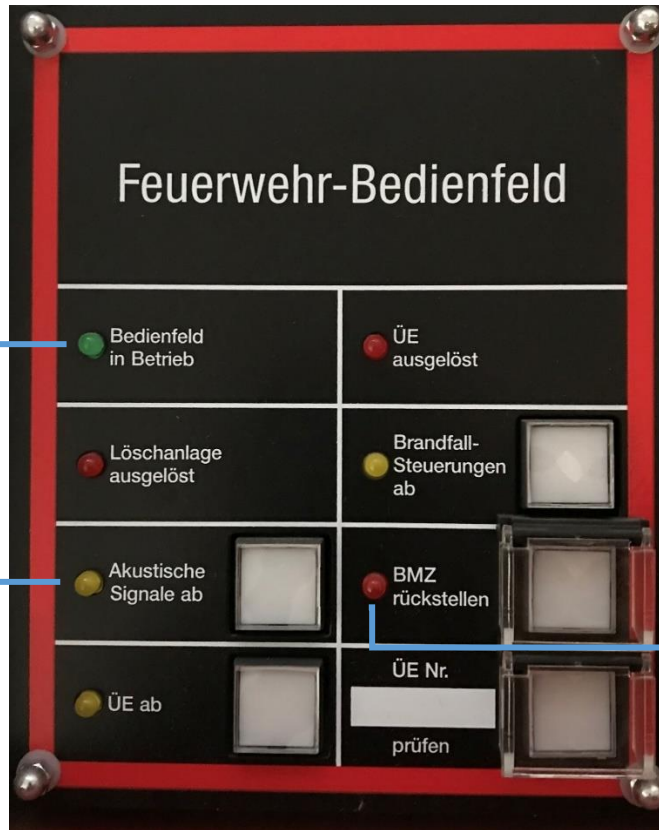 Feuerwehr-Bedienfeld
Bedienfeld
in Betrieb
ÜE
ausgelöst
Löschanlage
ausgelöst
Brandfall-
Steuerungen
ab
Akustische
Signale ab
BMZ
rückstellen
ÜE ab
ÜE Nr.
prüfen